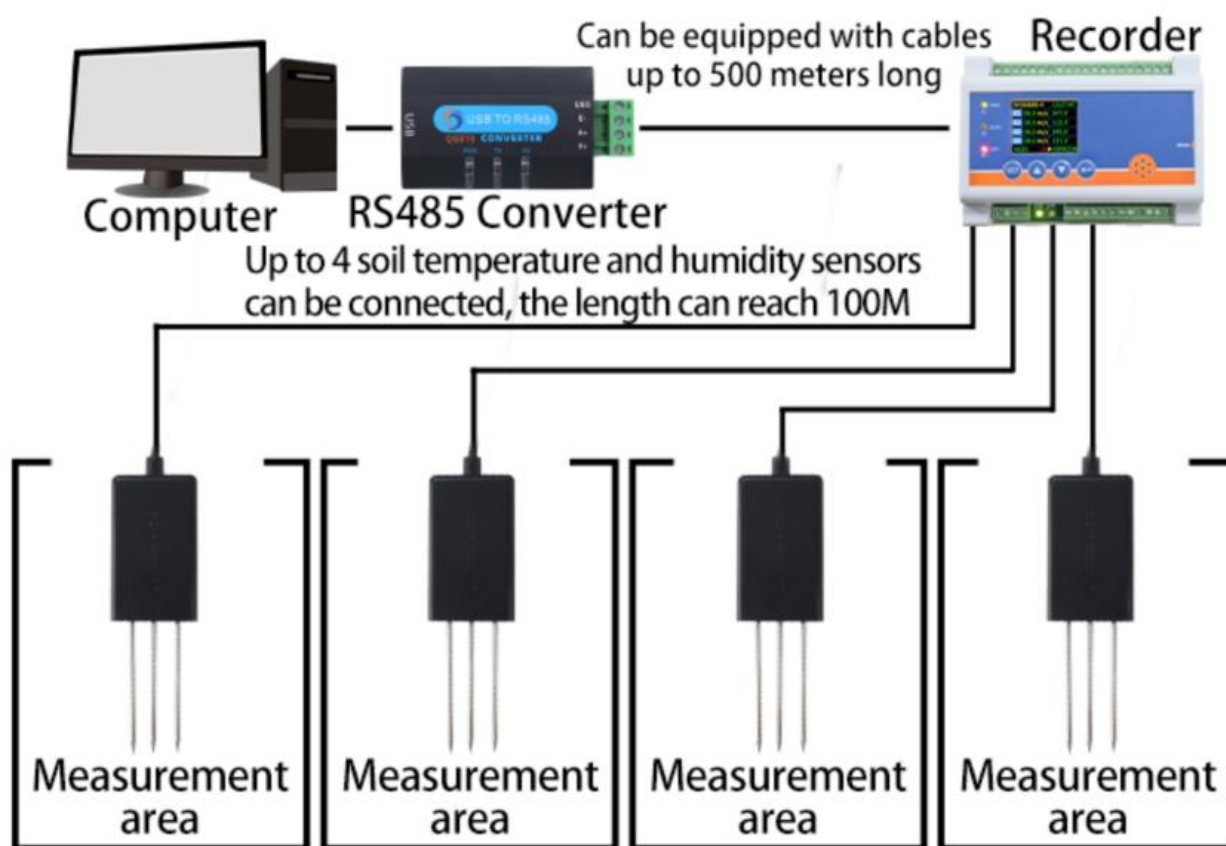 Can be equipped with cables
up to 500 meters long
Recorder
USB
USB TO RS485
CONVERTER
Computer
RS485 Converter
Up to 4 soil temperature and humidity sensors
can be connected, the length can reach 100M
Measurement
area
Measurement
area
Measurement
area
Measurement
area